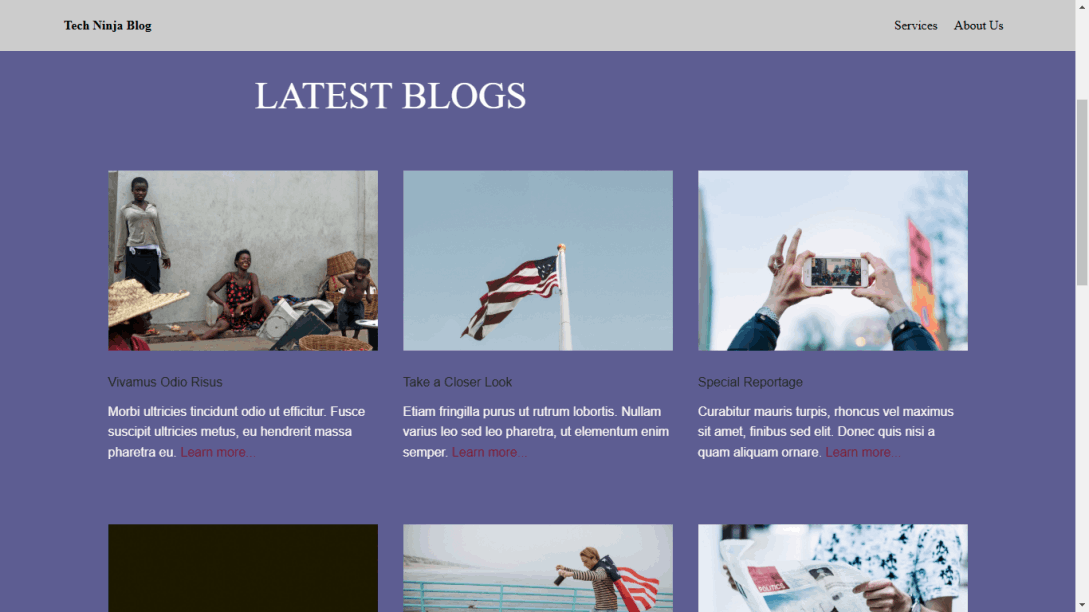 Tech Ninja Blog
Services
About Us
LATEST BLOGS
Vivamus Odio Risus
Morbi ultricies tincidunt odio ut efficitur. Fusce
suscipit ultricies metus, eu hendrerit massa
pharetra eu. Learn more...
Take a Closer Look
Etiam fringilla purus ut rutrum lobortis. Nullam
varius leo sed leo pharetra, ut elementum enim
semper. Learn more...
Special Reportage
Curabitur mauris turpis, rhoncus vel maximus
sit amet, finibus sed elit. Donec quis nisi a
quam aliquam ornare. Learn more...